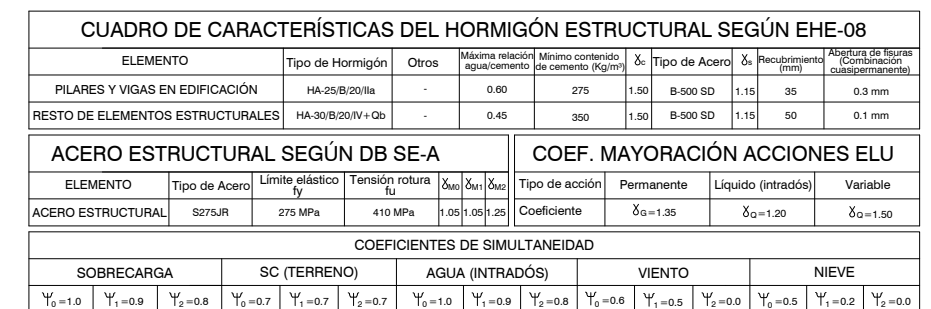 CUADRO DE CARACTERÍSTICAS DEL HORMIGÓN ESTRUCTURAL SEGÚN EHE-08
ELEMENTO Tipo de Hormigón Otros Máxima relación agua/cemento Mínimo contenido de cemento (Kg/m³) ɣc Tipo de Acero ɣs Recubrimiento (mm) Abertura de fisuras (Combinación cuasipermanente)
PILARES Y VIGAS EN EDIFICACIÓN HA-25/B/20/IIa - 0.60 275 1.50 B-500 SD 1.15 35 0.3 mm
RESTO DE ELEMENTOS ESTRUCTURALES HA-30/B/20/IV+Qb - 0.45 350 1.50 B-500 SD 1.15 50 0.1 mm
ACERO ESTRUCTURAL SEGÚN DB SE-A
ELEMENTO Tipo de Acero Límite elástico fy Tensión rotura fu ɣM0 ɣM1 ɣM2
ACERO ESTRUCTURAL S275JR 275 MPa 410 MPa 1.05 1.05 1.25
COEF. MAYORACIÓN ACCIONES ELU
Tipo de acción Permanente Líquido (intradós) Variable
Coeficiente ɣG=1.35 ɣQ=1.20 ɣQ=1.50
COEFICIENTES DE SIMULTANEIDAD
SOBRECARGA SC (TERRENO) AGUA (INTRADÓS) VIENTO NIEVE
Ψ0=1.0 Ψ1=0.9 Ψ2=0.8 Ψ0=0.7 Ψ1=0.7 Ψ2=0.7 Ψ0=1.0 Ψ1=0.9 Ψ2=0.8 Ψ0=0.6 Ψ1=0.5 Ψ2=0.0 Ψ0=0.5 Ψ1=0.2 Ψ2=0.0